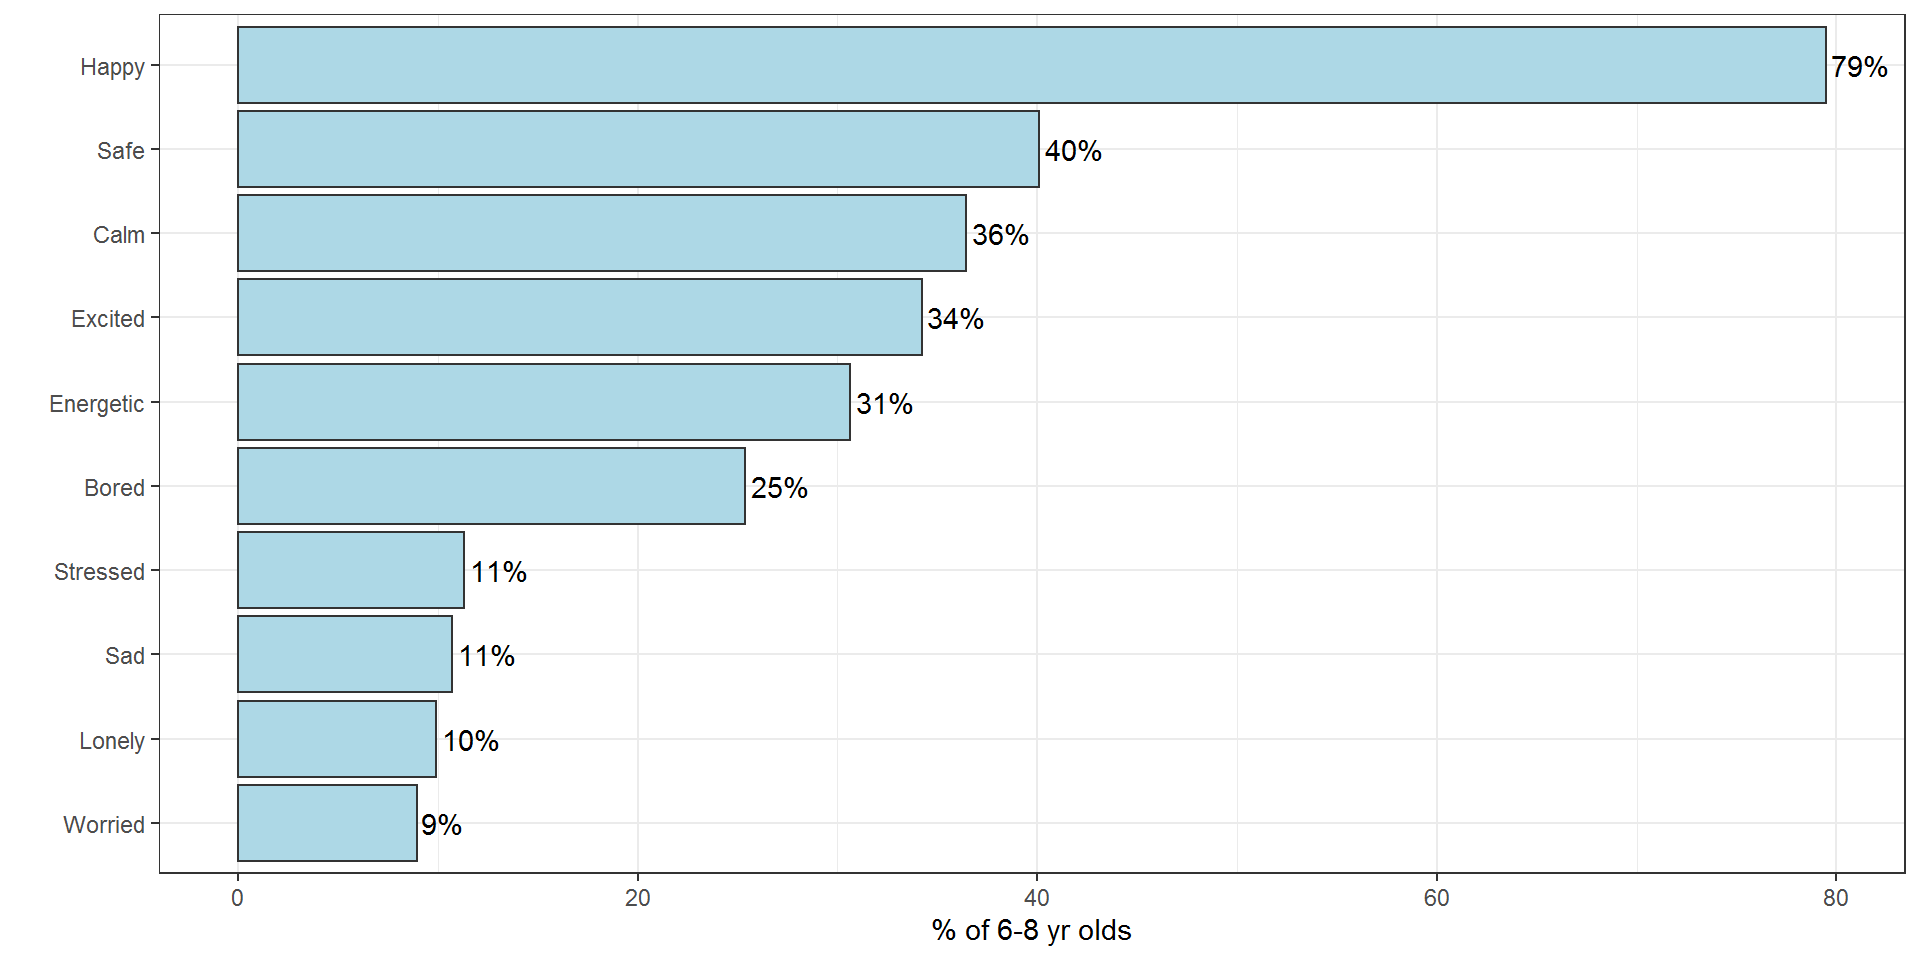 Happy 79%
Safe 40%
Calm 36%
Excited 34%
Energetic 31%
Bored 25%
Stressed 11%
Sad 11%
Lonely 10%
Worried 9%
0 20 40 60 80
% of 6-8 yr olds